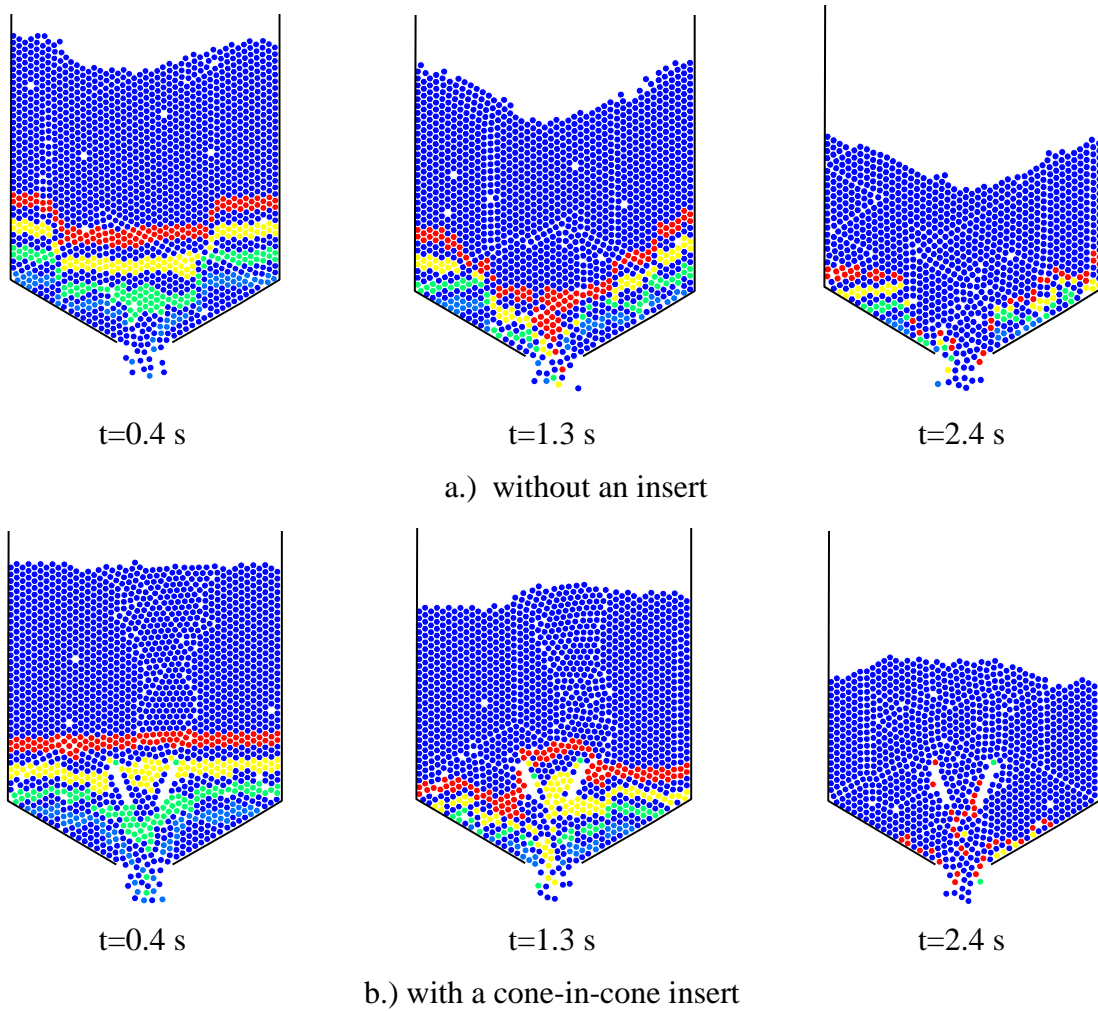 t=0.4 s
t=1.3 s
t=2.4 s
a.) without an insert
t=0.4 s
t=1.3 s
t=2.4 s
b.) with a cone-in-cone insert